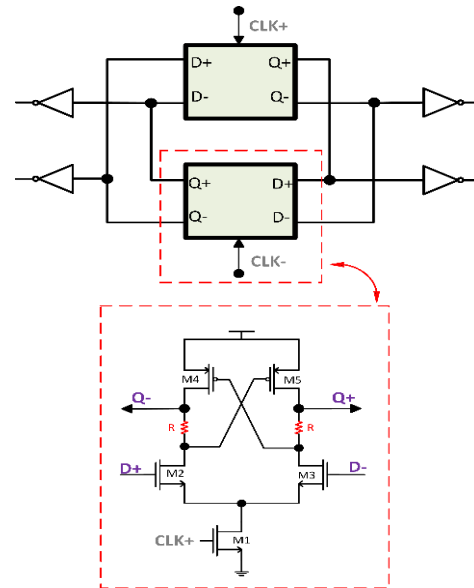 CLK+
D+ Q+
D- Q-
Q+ D+
Q- D-
CLK-
M4 M5
Q- Q+
R R
D+ M2 M3 D-
CLK+ M1